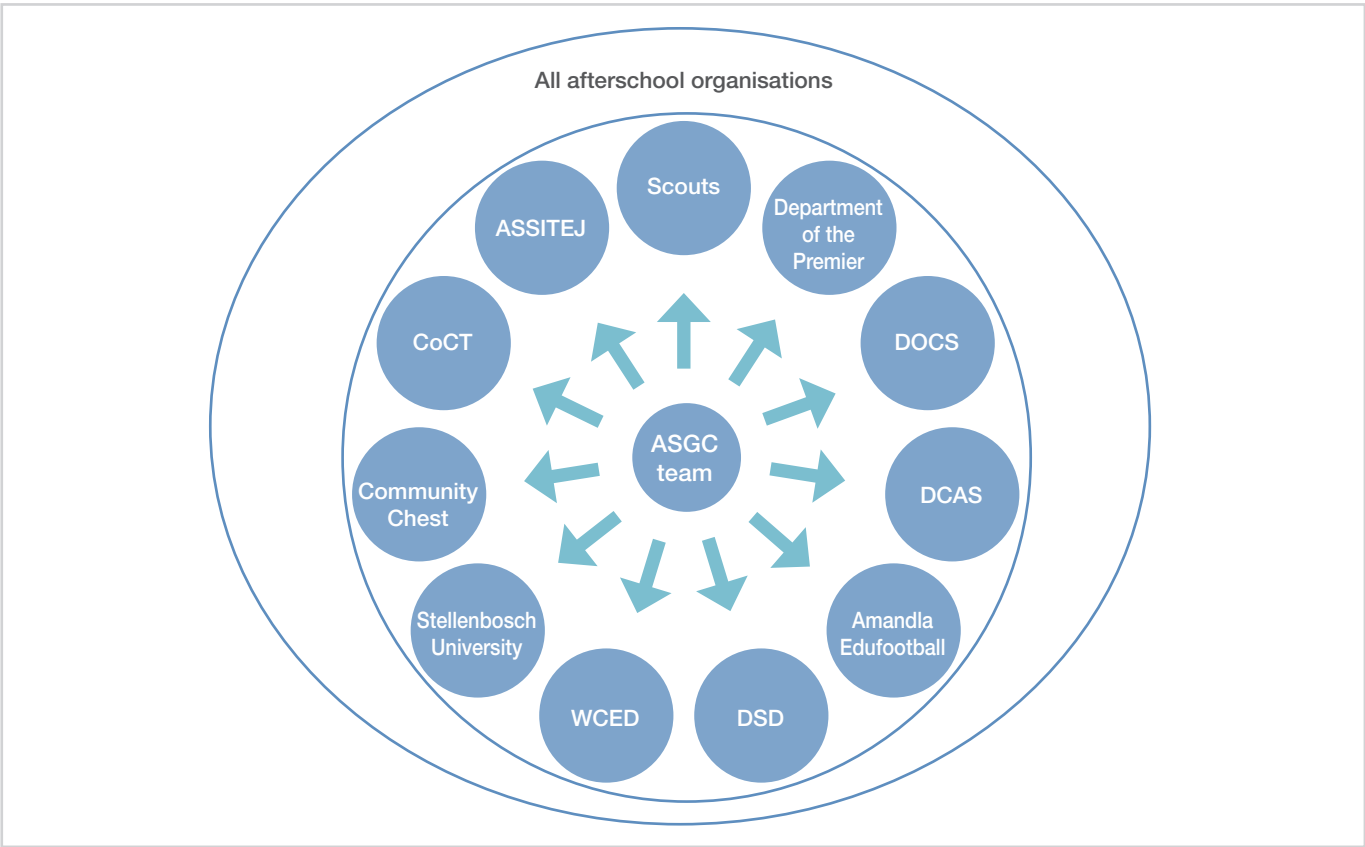 All afterschool organisations
Scouts
Department
of the
Premier
DOCS
DCAS
Amandla
Edufootball
DSD
WCED
Stellenbosch
University
Community
Chest
CoCT
ASSITEJ
ASGC
team